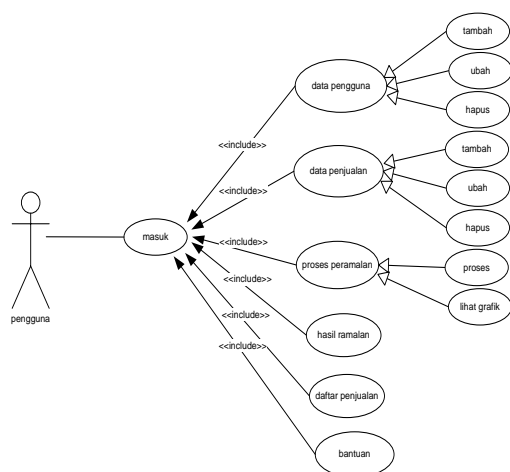 tambah
ubah
data pengguna
hapus
<<include>>
tambah
data penjualan
ubah
<<include>>
hapus
masuk
<<include>>
proses peramalan
proses
<<include>>
lihat grafik
pengguna
<<include>>
hasil ramalan
<<include>>
daftar penjualan
bantuan